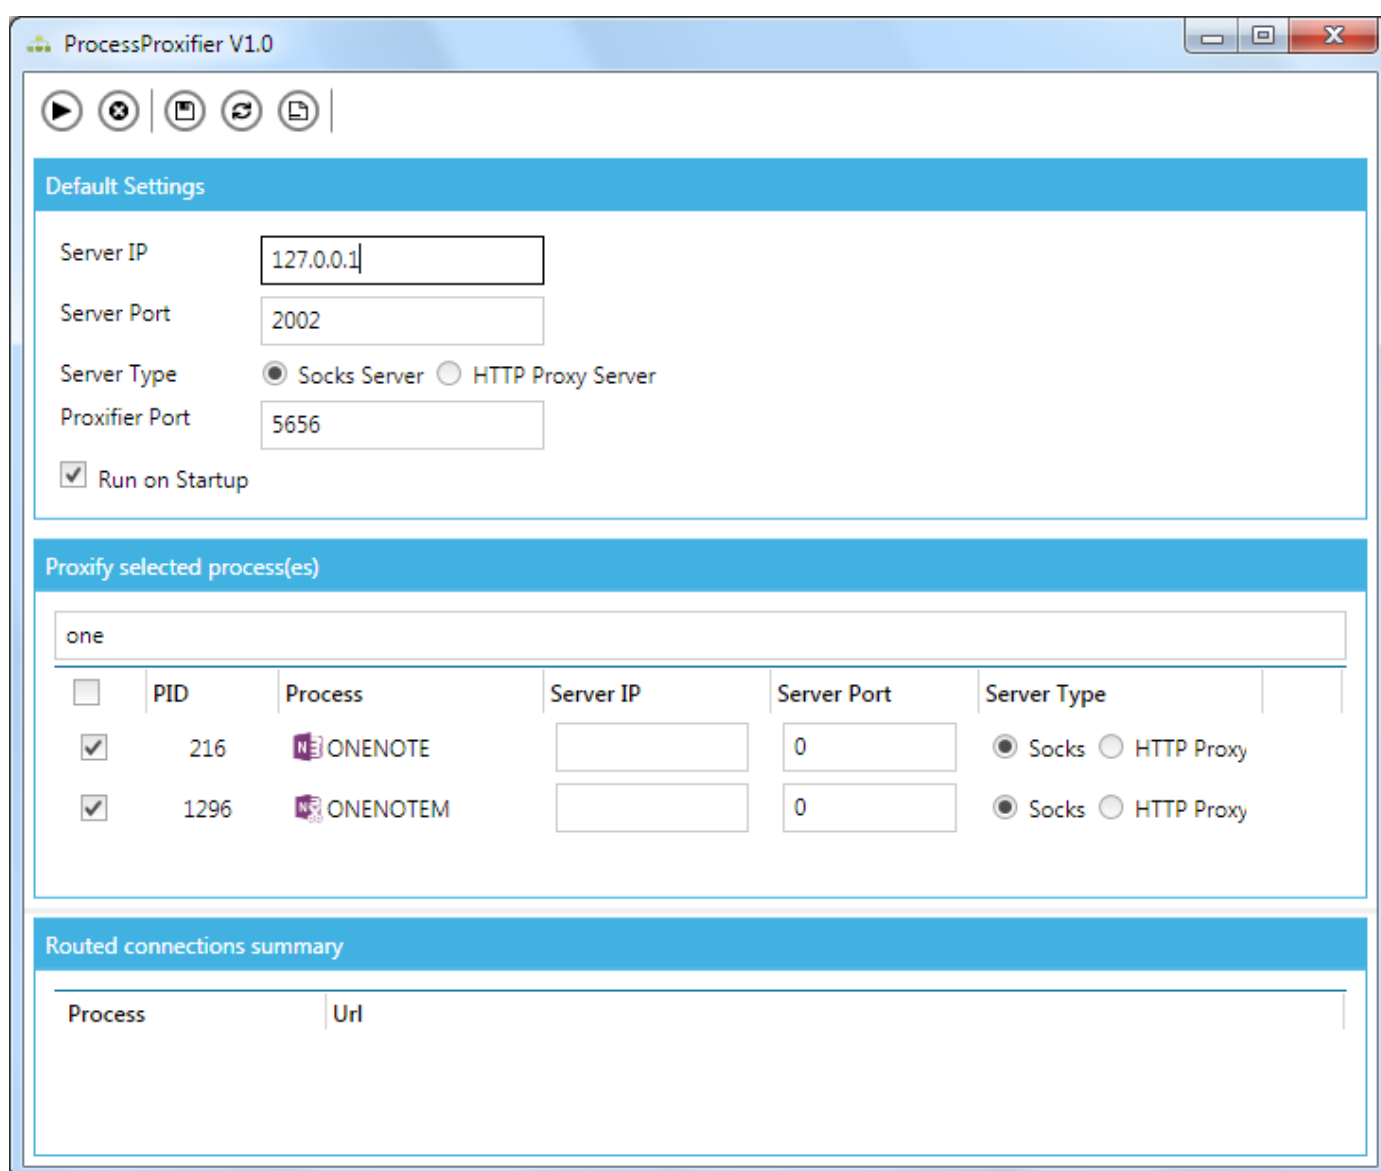 ProcessProxifier V1.0
Default Settings
Server IP
127.0.0.1
Server Port
2002
Server Type Socks Server HTTP Proxy Server
Proxifier Port
5656
Run on Startup
Proxify selected process(es)
one
PID Process Server IP Server Port Server Type
216 ONENOTE 0 Socks HTTP Proxy
1296 ONENOTEM 0 Socks HTTP Proxy
Routed connections summary
Process Url